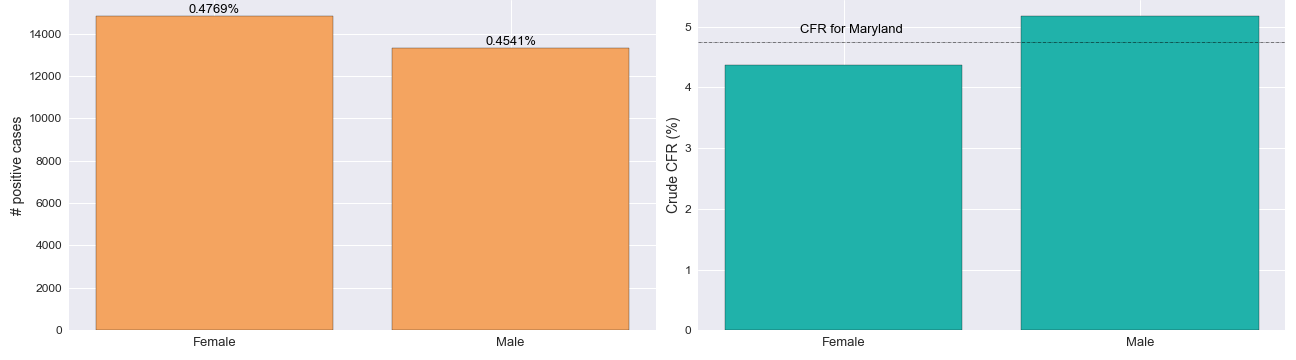 0.4769%
0.4541%
14000
12000
10000
8000
6000
4000
2000
0
# positive cases
Female
Male
CFR for Maryland
5
4
3
2
1
0
Crude CFR (%)
Female
Male